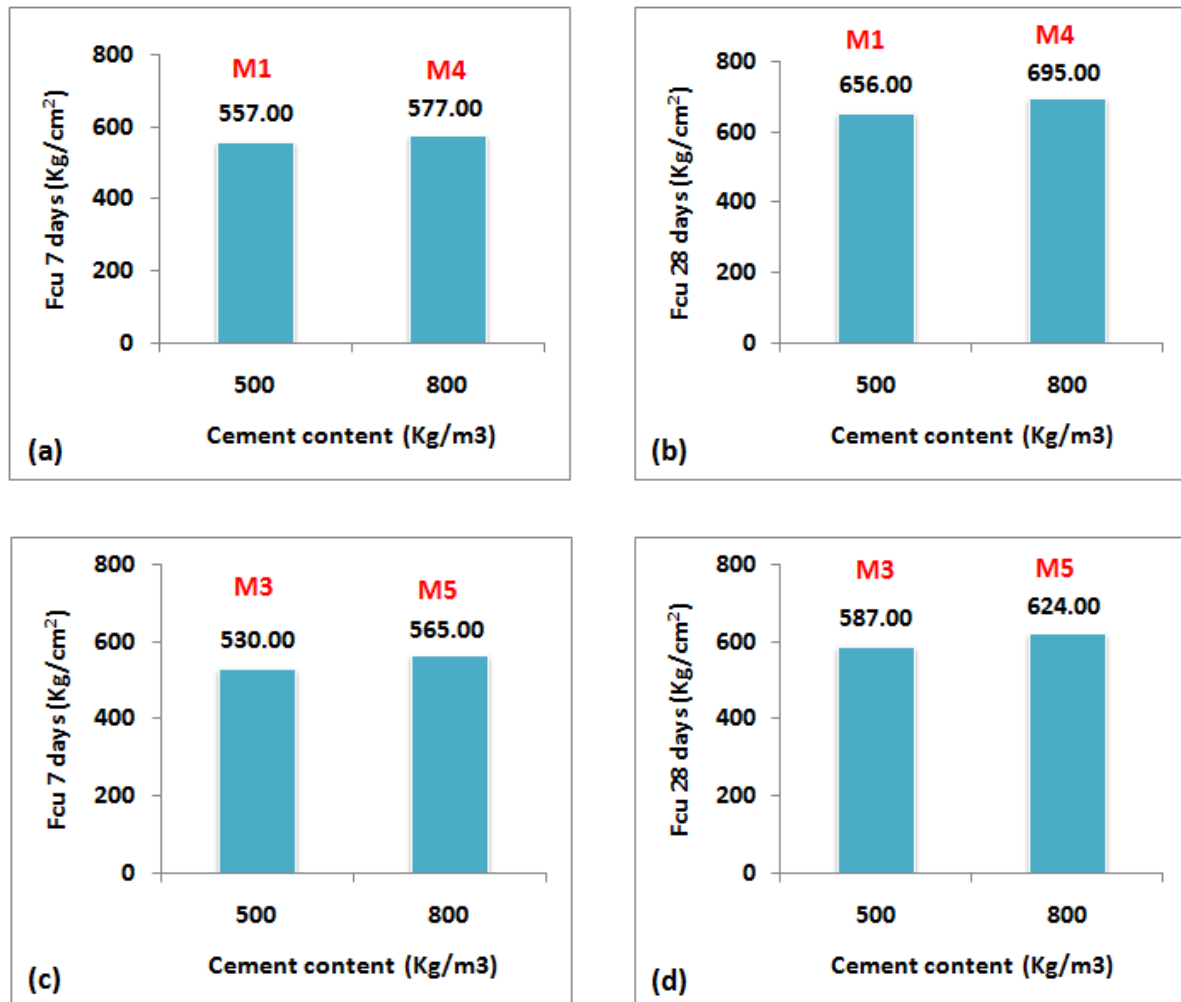 Fcu 7 days (Kg/cm²)
800
600
400
200
0
M1
557.00
M4
577.00
500
800
Cement content (Kg/m3)
(a)
Fcu 28 days (Kg/cm²)
800
600
400
200
0
M1
656.00
M4
695.00
500
800
Cement content (Kg/m3)
(b)
Fcu 7 days (Kg/cm²)
800
600
400
200
0
M3
530.00
M5
565.00
500
800
Cement content (Kg/m3)
(c)
Fcu 28 days (Kg/cm²)
800
600
400
200
0
M3
587.00
M5
624.00
500
800
Cement content (Kg/m3)
(d)